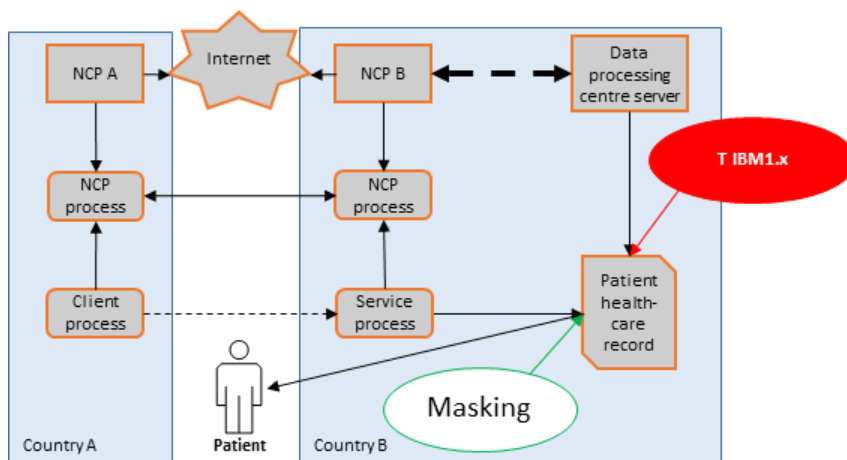 NCP A
Internet
NCP B
Data
processing
centre server
T IBM1.x
NCP
process
NCP
process
Client
process
Service
process
Patient
health-
care
record
Masking
Patient
Country A
Country B